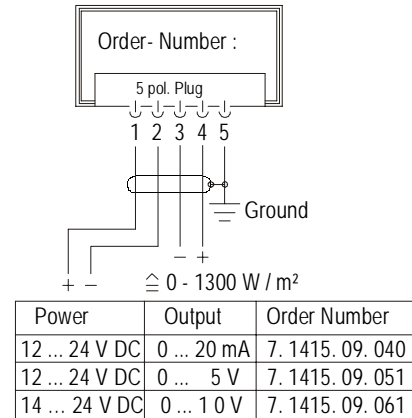 Order- Number :
5 pol. Plug
1 2 3 4 5
Ground
− +
+ − ≙ 0 - 1300 W / m²
Power Output Order Number
12 ... 24 V DC 0 ... 20 mA 7. 1415. 09. 040
12 ... 24 V DC 0 ... 5 V 7. 1415. 09. 051
14 ... 24 V DC 0 ... 1 0 V 7. 1415. 09. 061